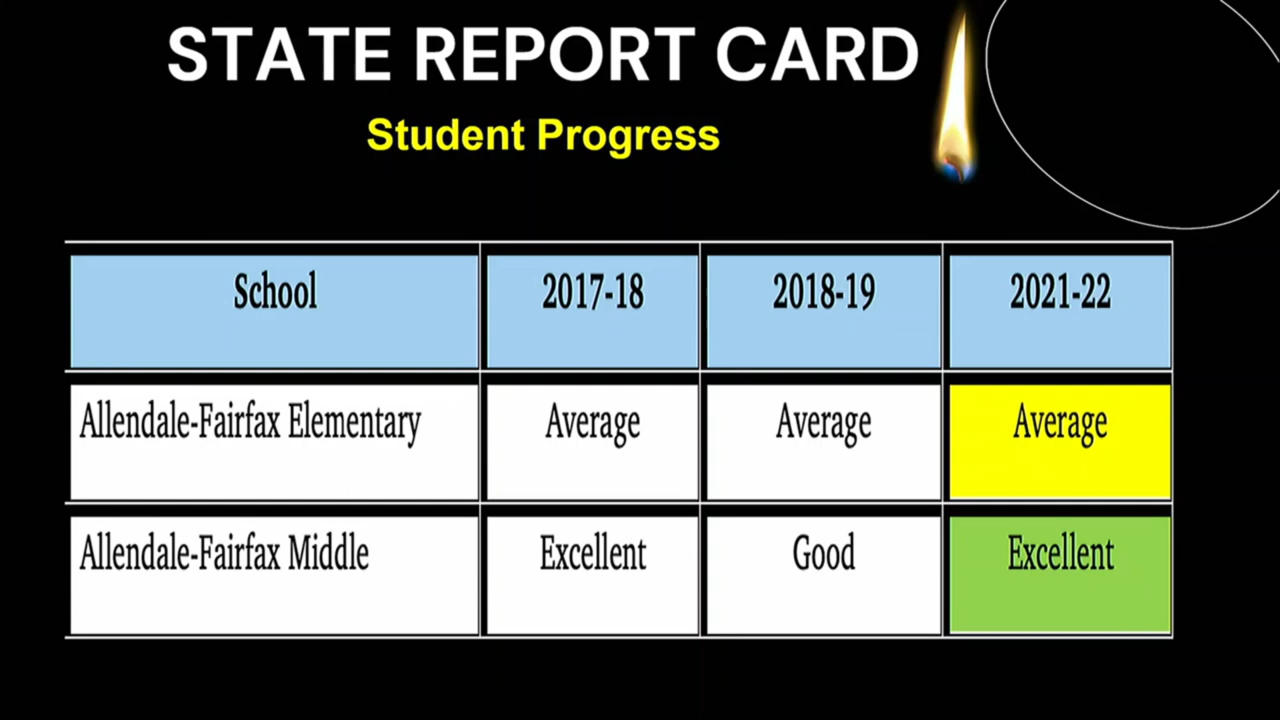 STATE REPORT CARD
Student Progress
School 2017-18 2018-19 2021-22
Allendale-Fairfax Elementary Average Average Average
Allendale-Fairfax Middle Excellent Good Excellent